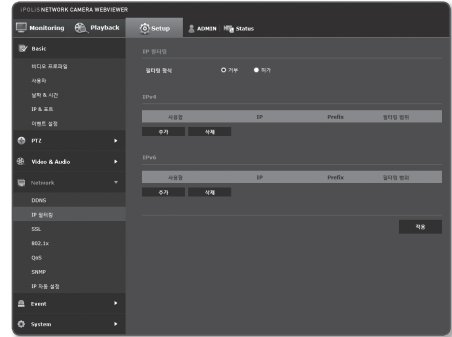 iPOLiS NETWORK CAMERA WEBVIEWER
Monitoring Playback Setup ADMIN Status
Basic
비디오 프로파일
사용자
날짜 & 시간
IP & 포트
이벤트 설정
PTZ
Video & Audio
Network
DDNS
IP 필터링
SSL
802.1x
QoS
SNMP
IP 자동 설정
Event
System
IP 필터링
필터링 형식 거부 허가
IPv4
사용함 IP Prefix 필터링 범위
추가 삭제
IPv6
사용함 IP Prefix 필터링 범위
추가 삭제
적용